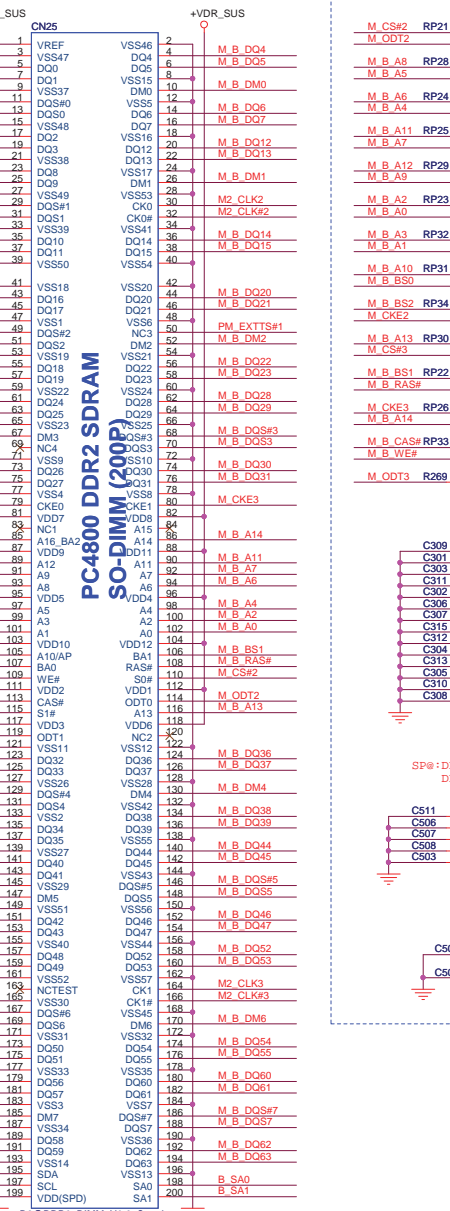 _SUS
+VDR_SUS
CN25
1 VREF VSS46 2
3 VSS47 DQ4 4 M_B_DQ4
5 DQ0 DQ5 6 M_B_DQ5
7 DQ1 VSS15 8
9 VSS37 DM0 10 M_B_DM0
11 DQS#0 VSS5 12
13 DQS0 DQ6 14 M_B_DQ6
15 VSS48 DQ7 16 M_B_DQ7
17 DQ2 VSS16 18
19 DQ3 DQ12 20 M_B_DQ12
21 VSS38 DQ13 22 M_B_DQ13
23 DQ8 VSS17 24
25 DQ9 DM1 26 M_B_DM1
27 VSS49 VSS53 28
29 DQS#1 CK0 30 M2_CLK2
31 DQS1 CK0# 32 M2_CLK#2
33 VSS39 VSS41 34
35 DQ10 DQ14 36 M_B_DQ14
37 DQ11 DQ15 38 M_B_DQ15
39 VSS50 VSS54 40
41 VSS18 VSS20 42
43 DQ16 DQ20 44 M_B_DQ20
45 DQ17 DQ21 46 M_B_DQ21
47 VSS1 VSS6 48
49 DQS#2 NC3 50 PM_EXTTS#1
51 DQS2 DM2 52 M_B_DM2
53 VSS19 VSS21 54
55 DQ18 DQ22 56 M_B_DQ22
57 DQ19 DQ23 58 M_B_DQ23
59 VSS22 VSS24 60
61 DQ24 DQ28 62 M_B_DQ28
63 DQ25 DQ29 64 M_B_DQ29
65 VSS23 VSS25 66
67 DM3 DQS#3 68 M_B_DQS#3
69 NC4 DQS3 70 M_B_DQS3
71 VSS9 VSS10 72
73 DQ26 DQ30 74 M_B_DQ30
75 DQ27 DQ31 76 M_B_DQ31
77 VSS4 VSS8 78
79 CKE0 CKE1 80 M_CKE3
81 VDD7 VDD8 82
83 NC1 A15 84
85 A16_BA2 A14 86 M_B_A14
87 VDD9 VDD11 88
89 A12 A11 90 M_B_A11
91 A9 A7 92 M_B_A7
93 A8 A6 94 M_B_A6
95 VDD5 VDD4 96
97 A5 A4 98 M_B_A4
99 A3 A2 100 M_B_A2
101 A1 A0 102 M_B_A0
103 VDD10 VDD12 104
105 A10/AP BA1 106 M_B_BS1
107 BA0 RAS# 108 M_B_RAS#
109 WE# S0# 110 M_CS#2
111 VDD2 VDD1 112
113 CAS# ODT0 114 M_ODT2
115 S1# A13 116 M_B_A13
117 VDD3 VDD6 118
119 ODT1 NC2 120
121 VSS11 VSS12 122
123 DQ32 DQ36 124 M_B_DQ36
125 DQ33 DQ37 126 M_B_DQ37
127 VSS26 VSS28 128
129 DQS#4 DM4 130 M_B_DM4
131 DQS4 VSS42 132
133 VSS2 DQ38 134 M_B_DQ38
135 DQ34 DQ39 136 M_B_DQ39
137 DQ35 VSS55 138
139 VSS27 DQ44 140 M_B_DQ44
141 DQ40 DQ45 142 M_B_DQ45
143 DQ41 VSS43 144
145 VSS29 DQS#5 146 M_B_DQS#5
147 DM5 DQS5 148 M_B_DQS5
149 VSS51 VSS56 150
151 DQ42 DQ46 152 M_B_DQ46
153 DQ43 DQ47 154 M_B_DQ47
155 VSS40 VSS44 156
157 DQ48 DQ52 158 M_B_DQ52
159 DQ49 DQ53 160 M_B_DQ53
161 VSS52 VSS57 162
163 NCTEST CK1 164 M2_CLK3
165 VSS30 CK1# 166 M2_CLK#3
167 DQS#6 VSS45 168
169 DQS6 DM6 170 M_B_DM6
171 VSS31 VSS32 172
173 DQ50 DQ54 174 M_B_DQ54
175 DQ51 DQ55 176 M_B_DQ55
177 VSS33 VSS35 178
179 DQ56 DQ60 180 M_B_DQ60
181 DQ57 DQ61 182 M_B_DQ61
183 VSS3 VSS7 184
185 DM7 DQS#7 186 M_B_DQS#7
187 VSS34 DQS7 188 M_B_DQS7
189 DQ58 VSS36 190
191 DQ59 DQ62 192 M_B_DQ62
193 VSS14 DQ63 194 M_B_DQ63
195 SDA VSS13 196
197 SCL SA0 198 B_SA0
199 VDD(SPD) SA1 200 B_SA1
PC4800 DDR2 SDRAM
SO-DIMM (200P)
M_CS#2 RP21
M_ODT2
M_B_A8 RP28
M_B_A5
M_B_A6 RP24
M_B_A4
M_B_A11 RP25
M_B_A7
M_B_A12 RP29
M_B_A9
M_B_A2 RP23
M_B_A0
M_B_A3 RP32
M_B_A1
M_B_A10 RP31
M_B_BS0
M_B_BS2 RP34
M_CKE2
M_B_A13 RP30
M_CS#3
M_B_BS1 RP22
M_B_RAS#
M_CKE3 RP26
M_B_A14
M_B_CAS# RP33
M_B_WE#
M_ODT3 R269
C309
C301
C303
C311
C302
C306
C307
C315
C312
C304
C313
C305
C310
C308
SP@:D
D
C511
C506
C507
C508
C503
C50
C50